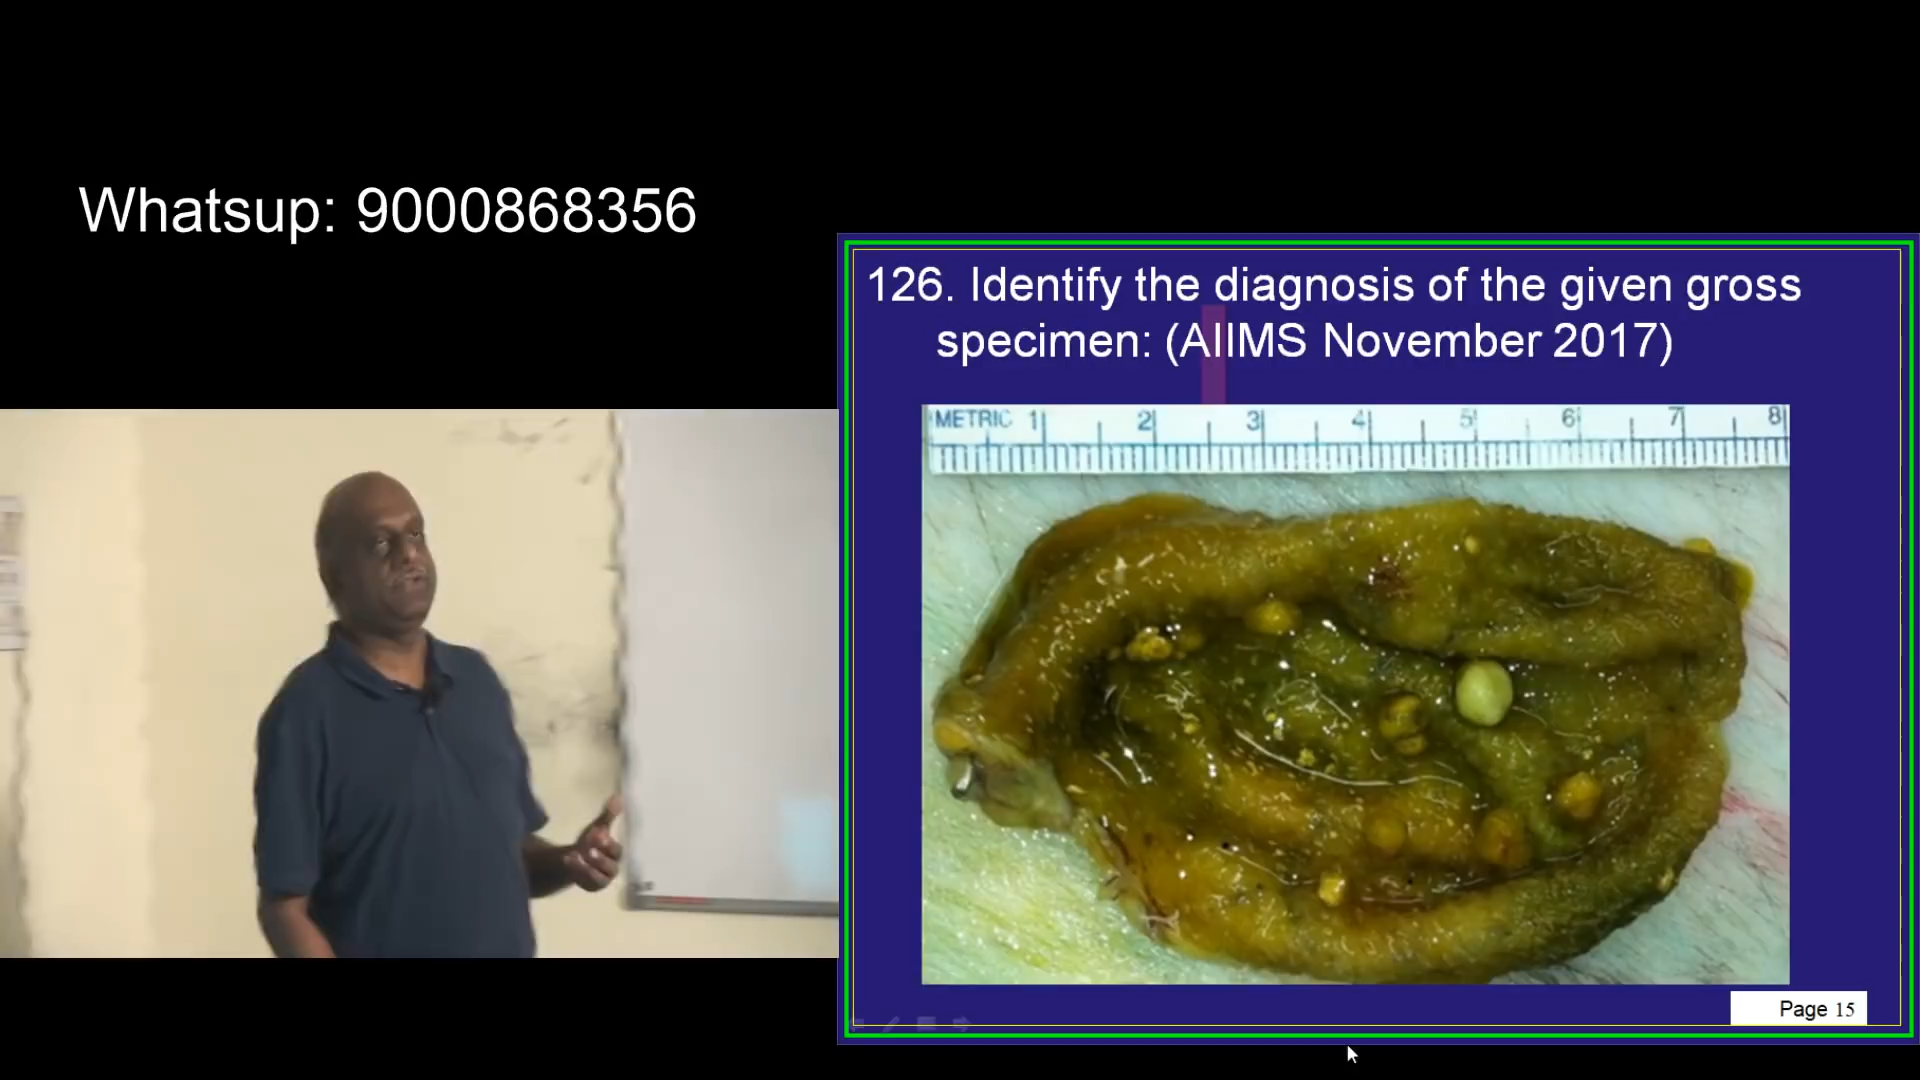 Whatsup: 9000868356
126. Identify the diagnosis of the given gross
specimen: (AIIMS November 2017)
METRIC 1 2 3 4 5 6 7 8
Page 15